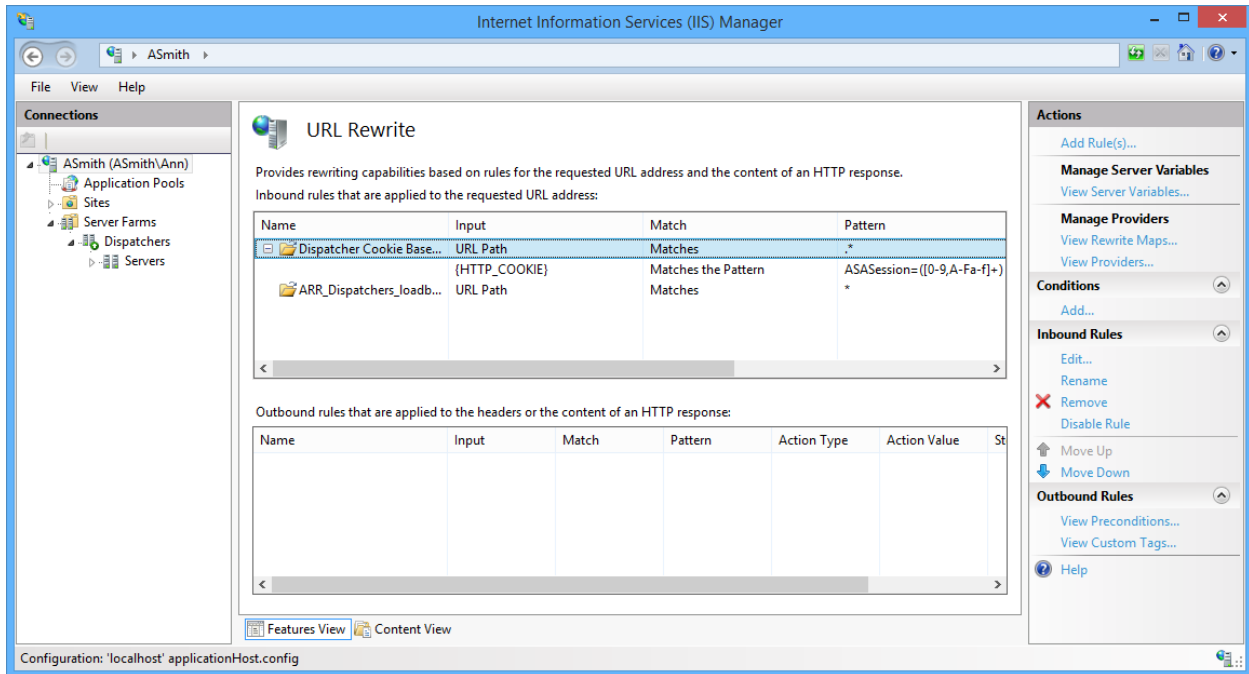 Internet Information Services (IIS) Manager
ASmith
File View Help
Connections
ASmith (ASmith\Ann)
Application Pools
Sites
Server Farms
Dispatchers
Servers
URL Rewrite
Provides rewriting capabilities based on rules for the requested URL address and the content of an HTTP response.
Inbound rules that are applied to the requested URL address:
Name Input Match Pattern
Dispatcher Cookie Base... URL Path Matches .*
{HTTP_COOKIE} Matches the Pattern ASASession=([0-9,A-Fa-f]+)
ARR_Dispatchers_loadb... URL Path Matches *
Outbound rules that are applied to the headers or the content of an HTTP response:
Name Input Match Pattern Action Type Action Value St
Features View Content View
Actions
Add Rule(s)...
Manage Server Variables
View Server Variables...
Manage Providers
View Rewrite Maps...
View Providers...
Conditions
Add...
Inbound Rules
Edit...
Rename
Remove
Disable Rule
Move Up
Move Down
Outbound Rules
View Preconditions...
View Custom Tags...
Help
Configuration: 'localhost' applicationHost.config